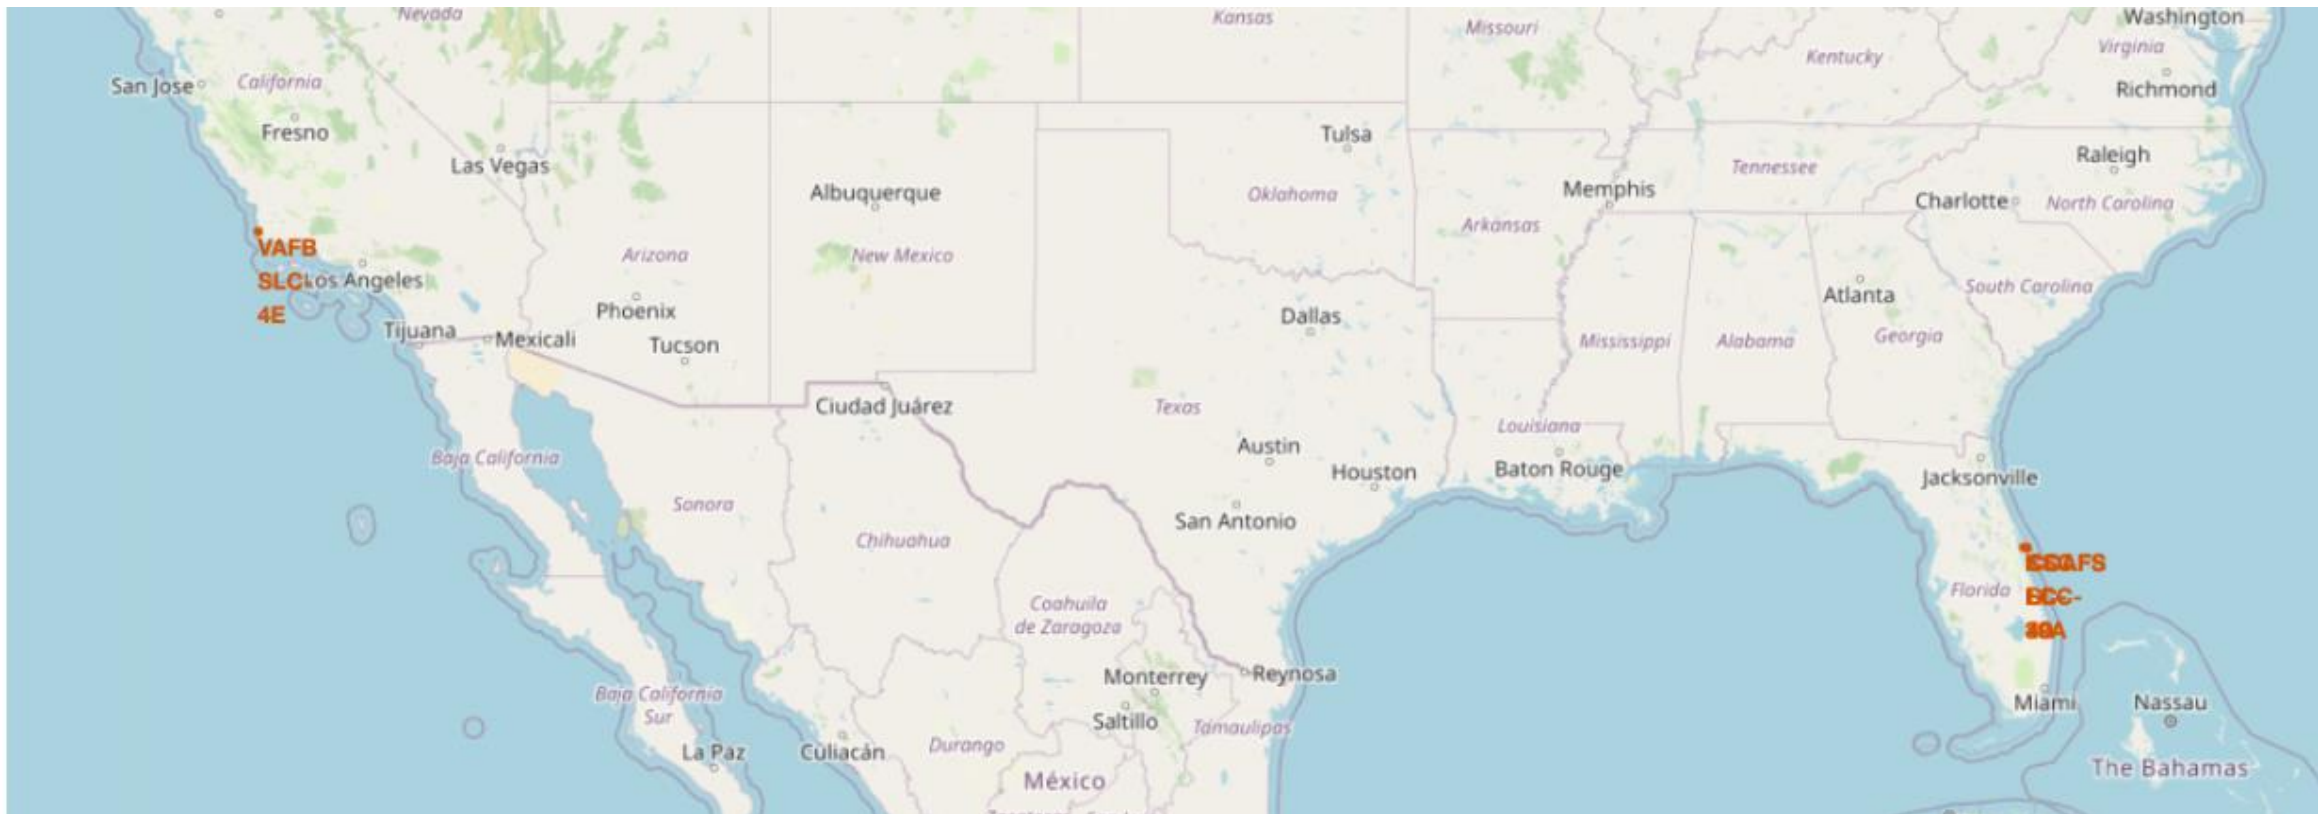 Nevada
Kansas
Missouri
Washington
Virginia
Kentucky
San Jose
California
Richmond
Fresno
Tulsa
Las Vegas
Raleigh
Tennessee
Albuquerque
Oklahoma
Memphis
Charlotte
North Carolina
Arkansas
VAFB
Arizona
New Mexico
SLC-
Los Angeles
South Carolina
Atlanta
4E
Phoenix
Dallas
Tijuana
Mexicali
Tucson
Mississippi
Alabama
Georgia
Ciudad Juárez
Texas
Louisiana
Austin
Baja California
Houston
Baton Rouge
Jacksonville
Sonora
San Antonio
Chihuahua
Florida
Coahuila
de Zaragoza
Monterrey
Reynosa
Baja California
Sur
Saltillo
Tamaulipas
Miami
Nassau
La Paz
Culiacán
Durango
México
The Bahamas